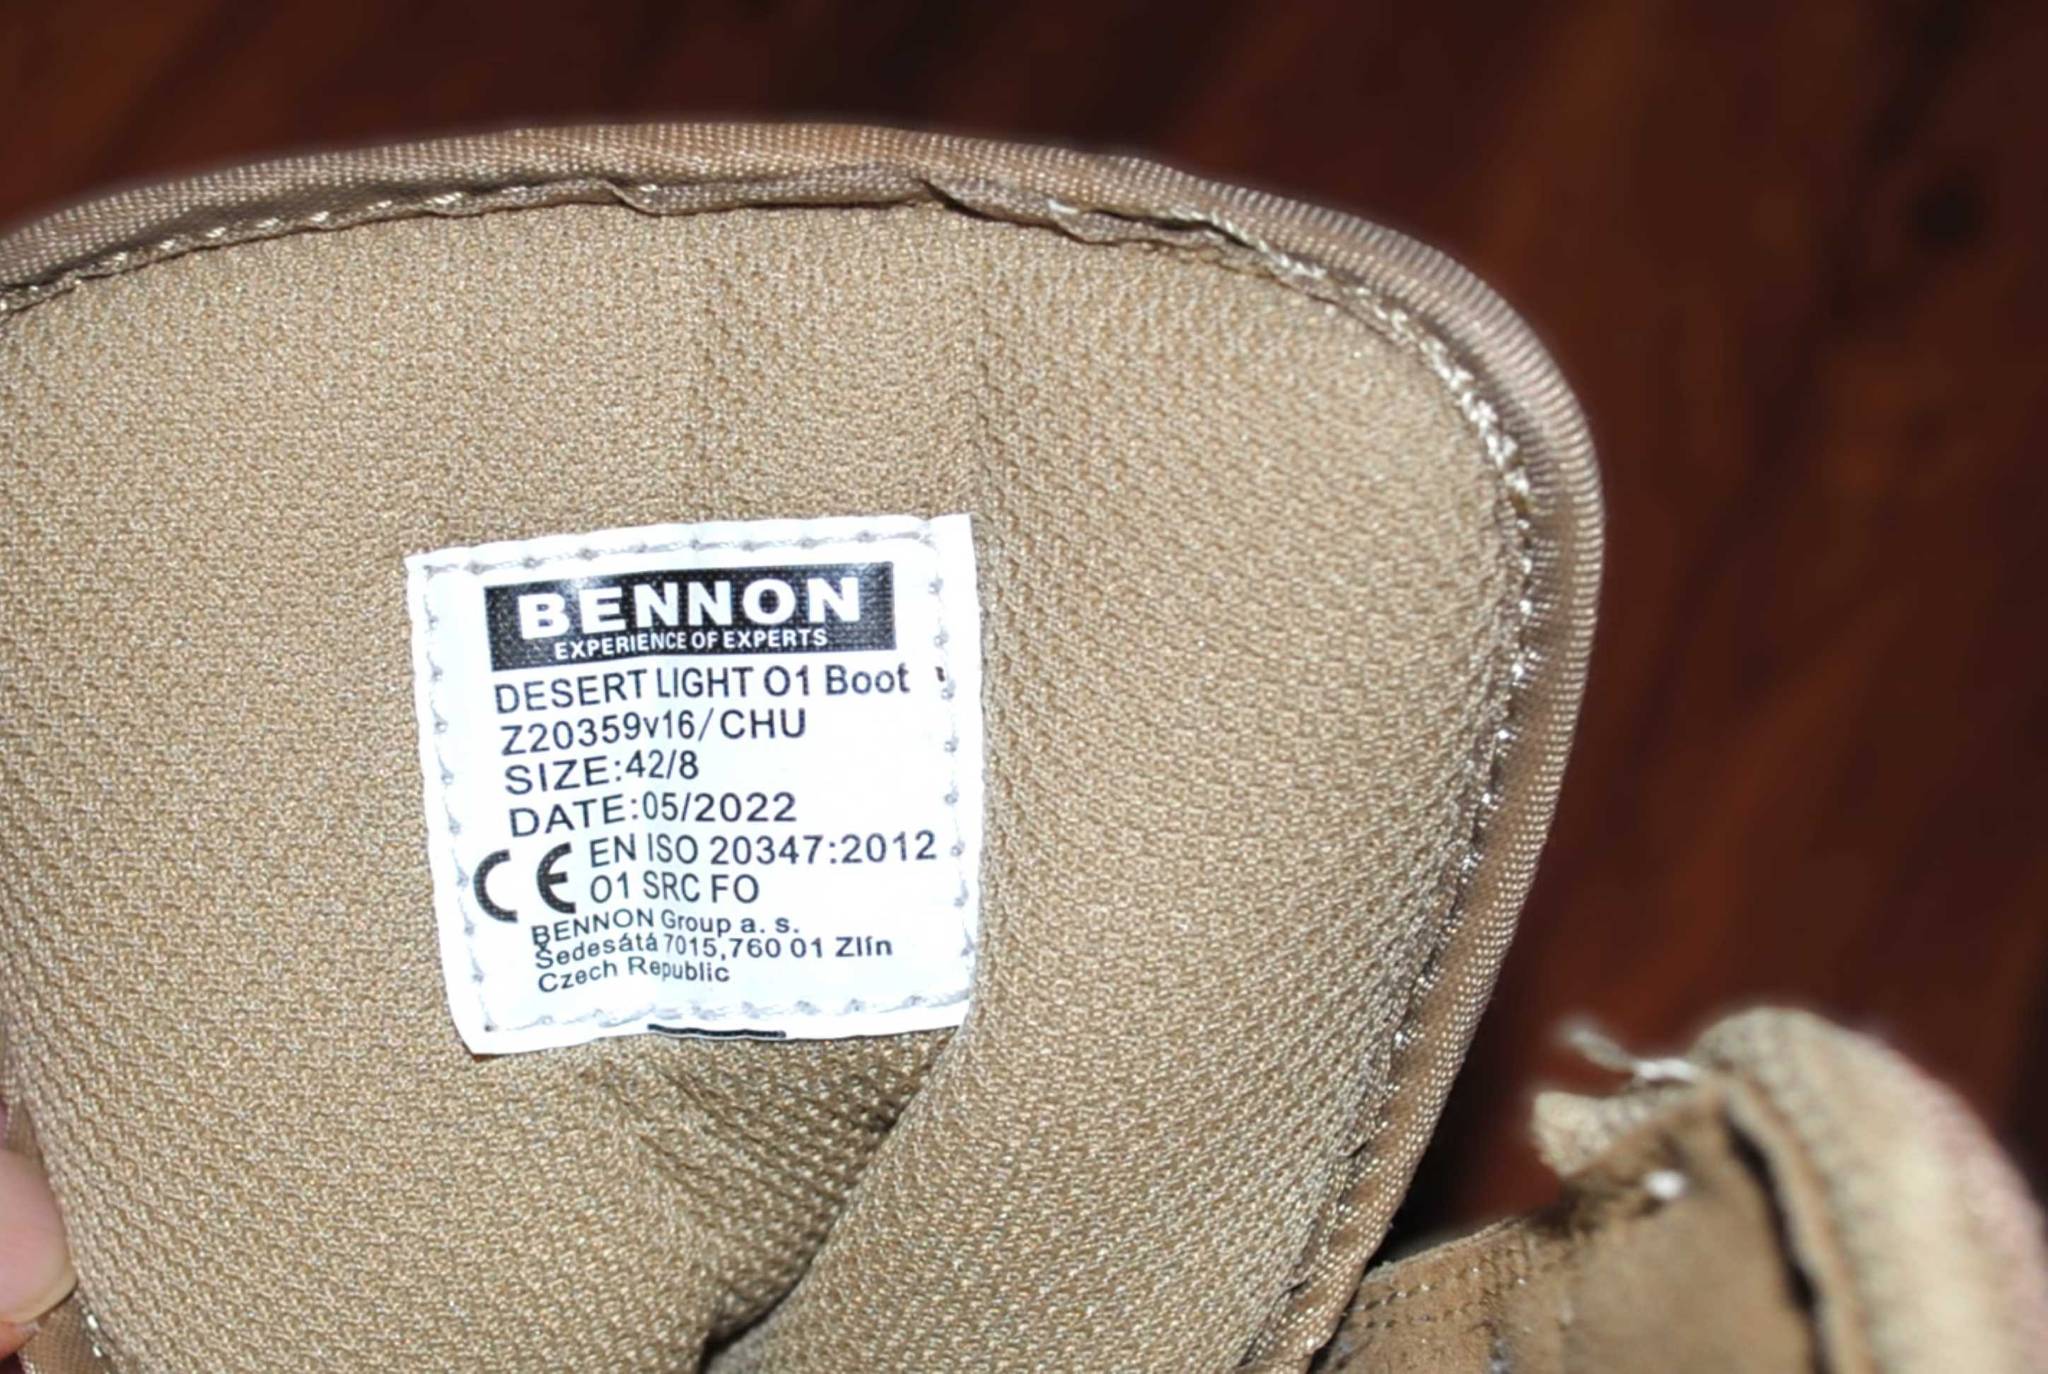 BENNON
EXPERIENCE OF EXPERTS
DESERT LIGHT O1 Boot
Z20359v16/CHU
SIZE:42/8
DATE:05/2022
CE EN ISO 20347:2012
O1 SRC FO
BENNON Group a. s.
Šedesátá 7015,760 01 Zlín
Czech Republic